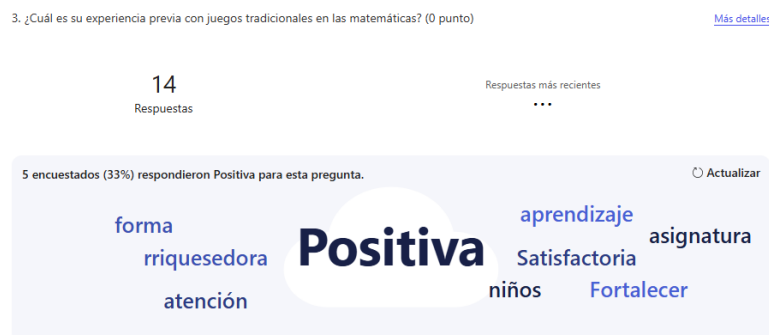 3. ¿Cuál es su experiencia previa con juegos tradicionales en las matemáticas? (0 punto)
Más detalles
14
Respuestas
Respuestas más recientes
...
5 encuestados (33%) respondieron Positiva para esta pregunta.
Actualizar
forma
rriquesedora
atención
Positiva
aprendizaje
asignatura
Satisfactoria
niños
Fortalecer